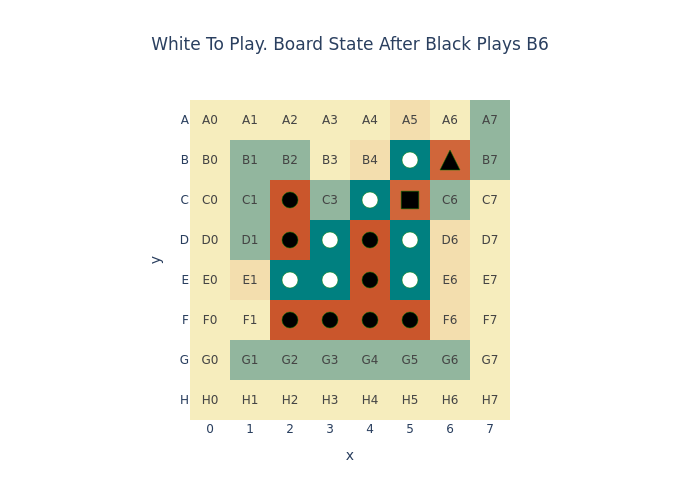 White To Play. Board State After Black Plays B6
A A0 A1 A2 A3 A4 A5 A6 A7
B B0 B1 B2 B3 B4 B7
C C0 C1 C3 C6 C7
D D0 D1 D6 D7
y
E E0 E1 E6 E7
F F0 F1 F6 F7
G G0 G1 G2 G3 G4 G5 G6 G7
H H0 H1 H2 H3 H4 H5 H6 H7
0 1 2 3 4 5 6 7
x